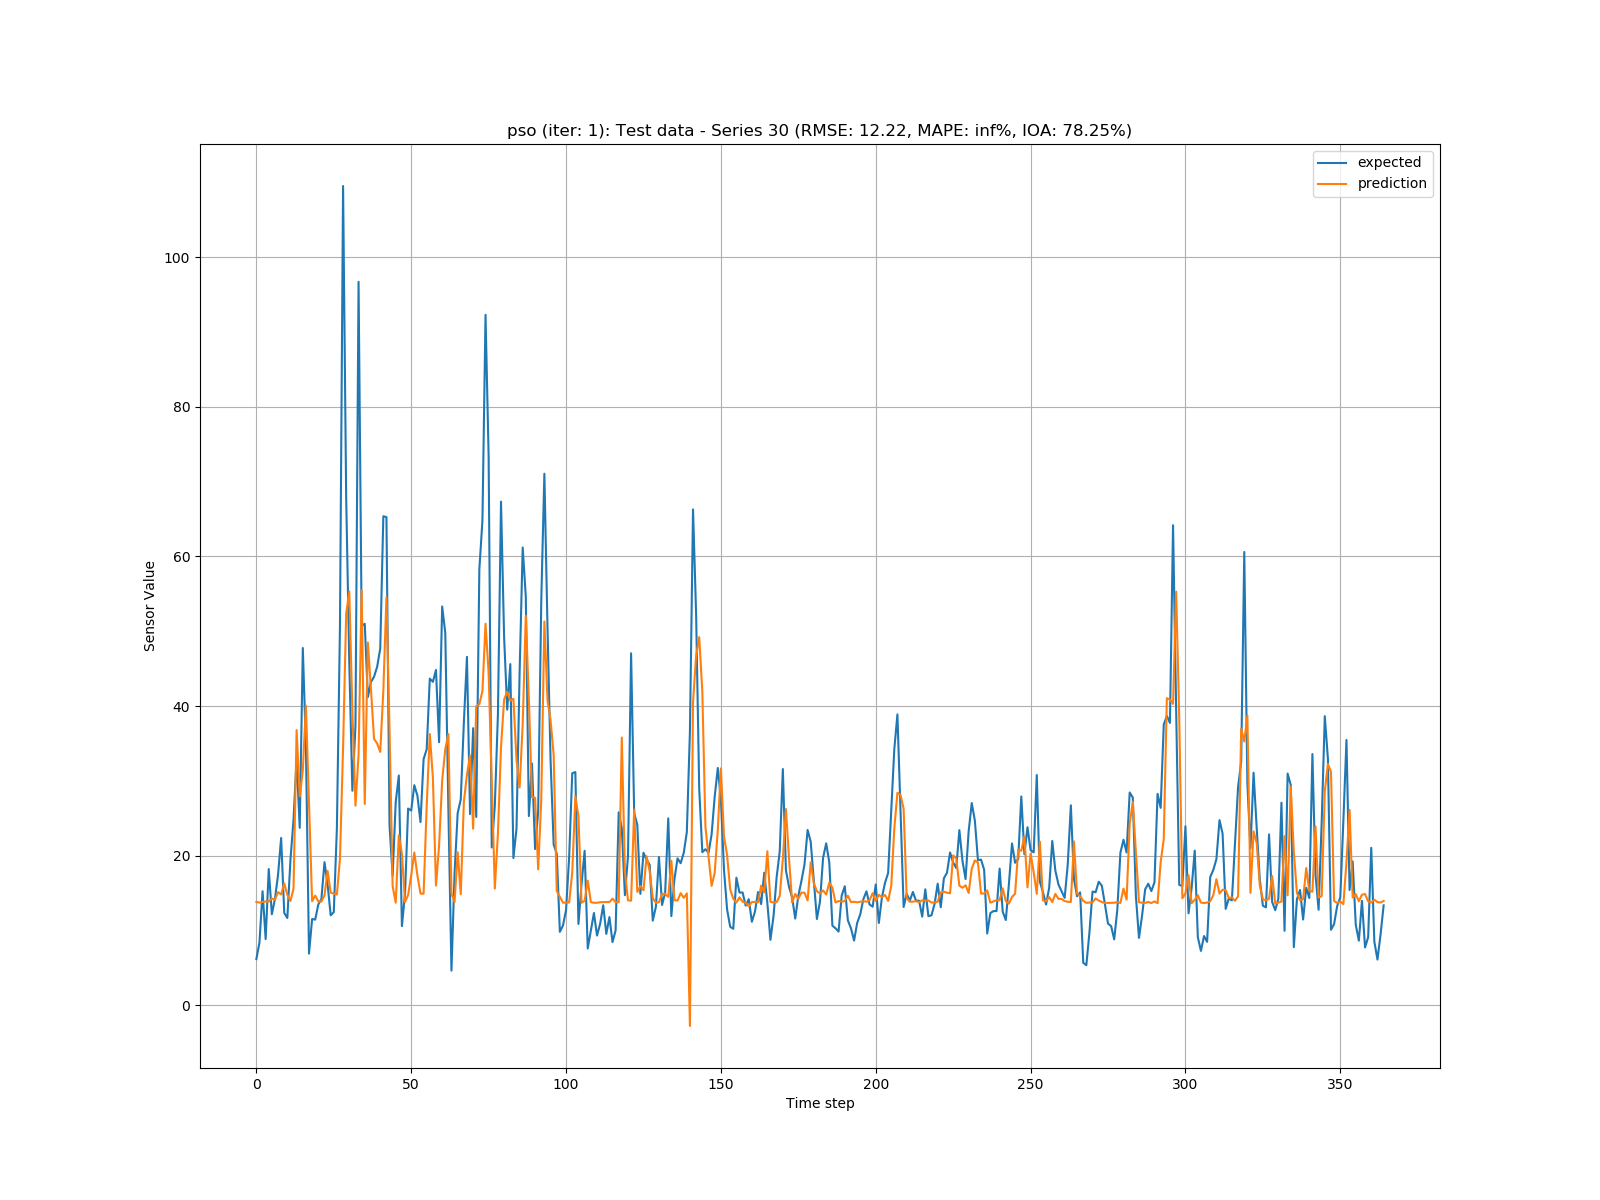 pso (iter: 1): Test data - Series 30 (RMSE: 12.22, MAPE: inf%, IOA: 78.25%)
expected
prediction
100
80
60
40
20
0
Sensor Value
0 50 100 150 200 250 300 350
Time step